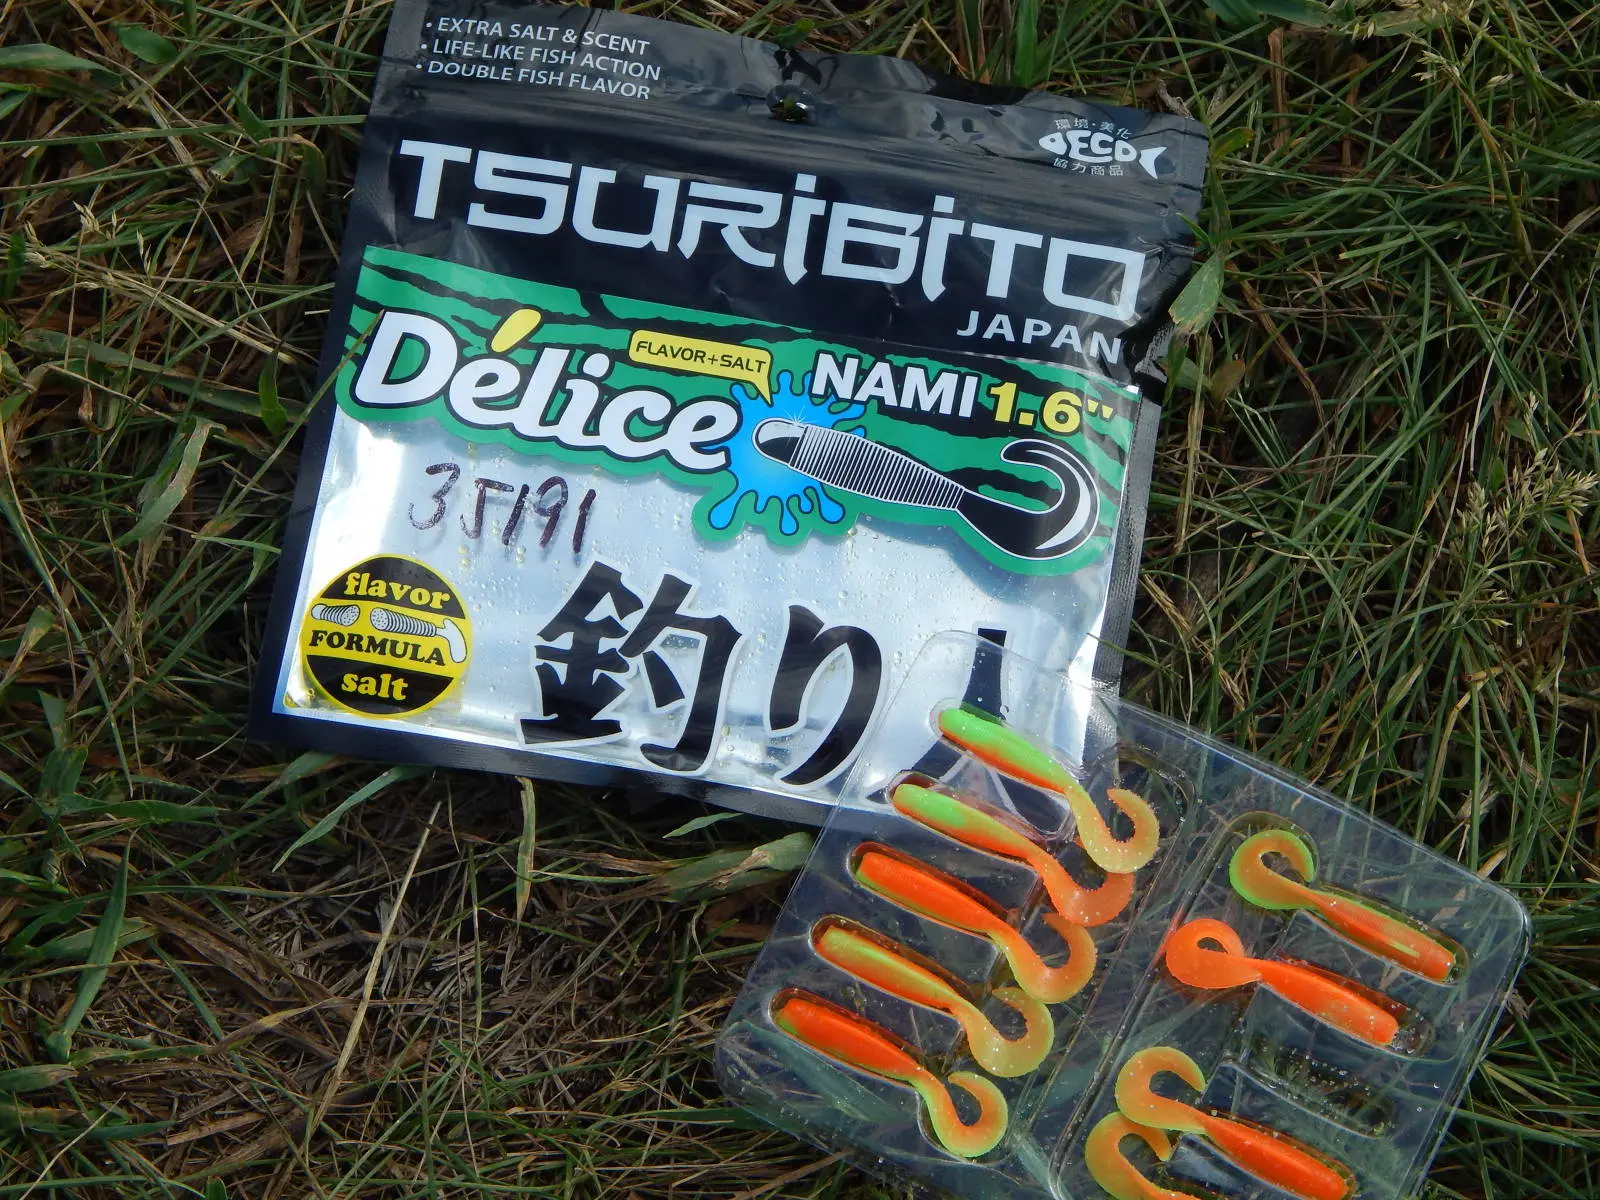 • EXTRA SALT & SCENT
• LIFE-LIKE FISH ACTION
• DOUBLE FISH FLAVOR
環境・美化
ECO
協力商品
TSURIBITO
JAPAN
Délice
FLAVOR+SALT
NAMI 1.6"
35191
flavor
FORMULA
salt
釣り人